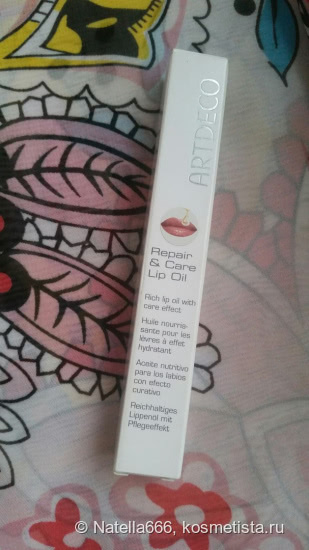 ARTDECO
Repair
& Care
Lip Oil
Rich lip oil with
care effect
Huile nourris-
sante pour les
lèvres à effet
hydratant
Aceite nutritivo
para los labios
con efecto
curativo
Reichhaltiges
Lippenöl mit
Pflegeeffekt
© Natella666, kosmetista.ru